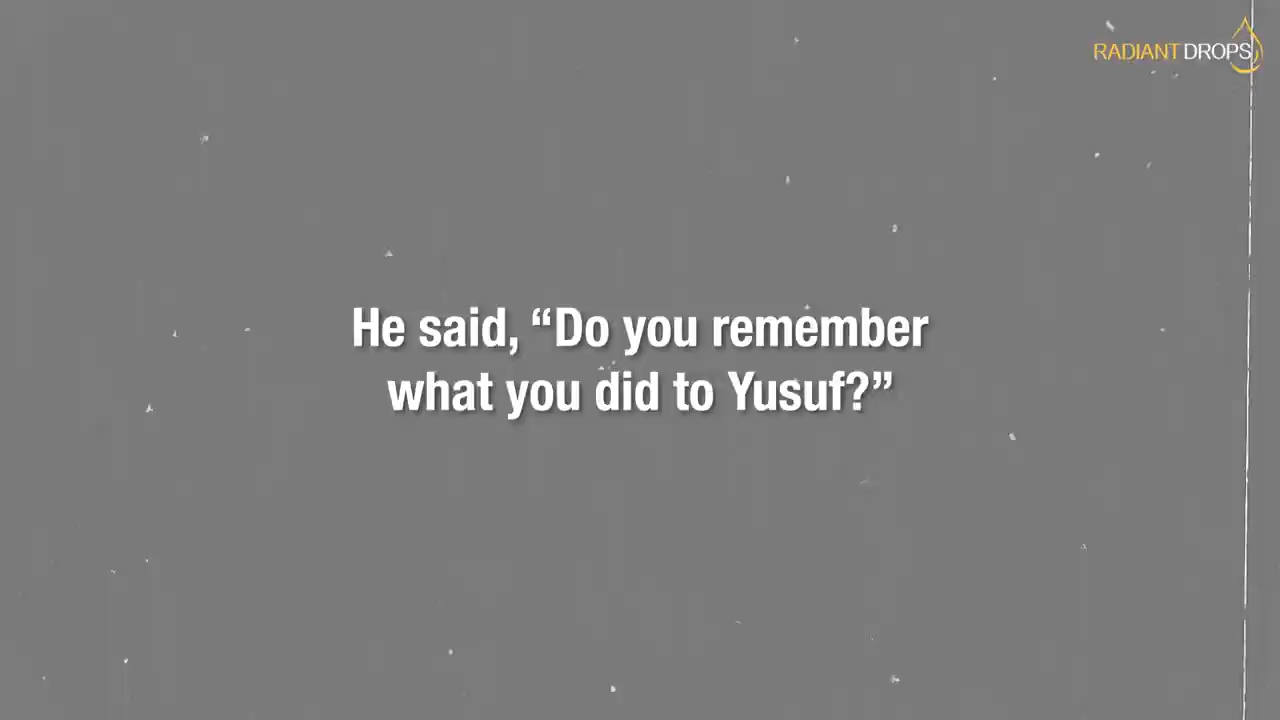 RADIANT DROPS
He said, “Do you remember
what you did to Yusuf?”